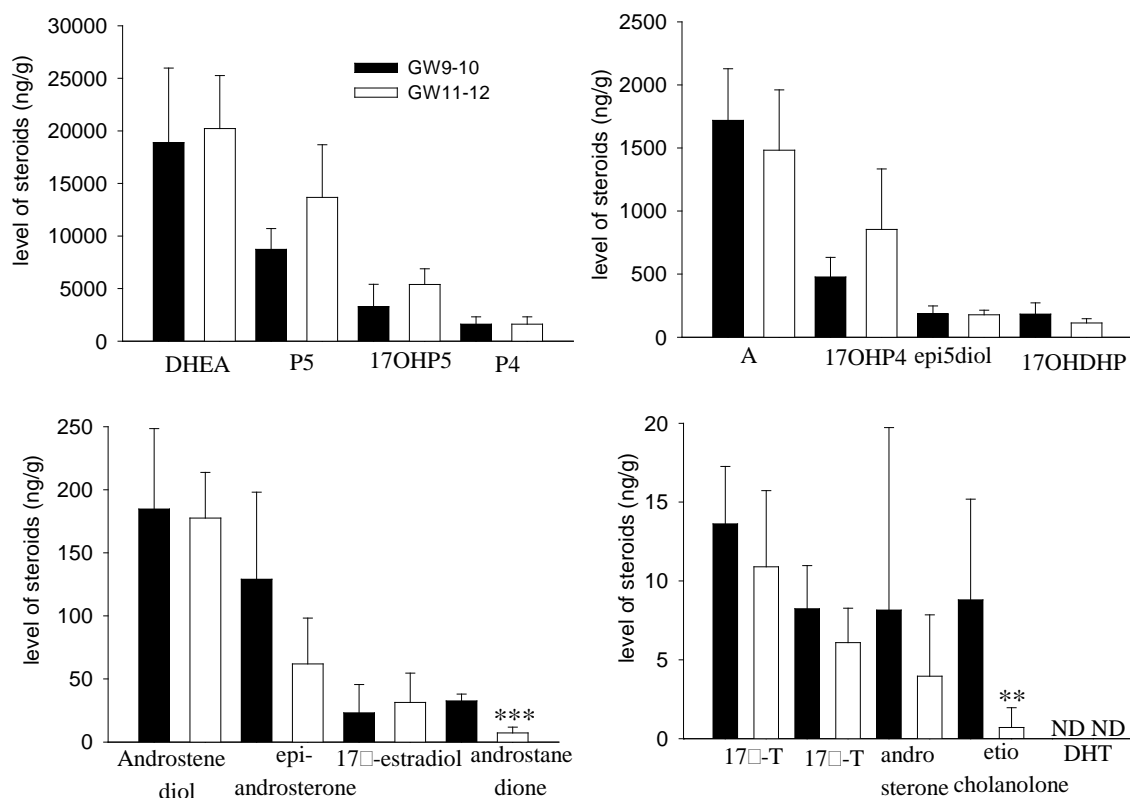 level of steroids (ng/g)
30000
25000
20000
15000
10000
5000
0
GW9-10
GW11-12
DHEA P5 17OHP5 P4
level of steroids (ng/g)
2500
2000
1500
1000
500
0
A 17OHP4 epi5diol 17OHDHP
level of steroids (ng/g)
250
200
150
100
50
0
***
Androstene epi- 17□-estradiol androstane
diol androsterone dione
level of steroids (ng/g)
20
15
10
5
0
**
ND ND
17□-T 17□-T andro etio DHT
sterone cholanolone